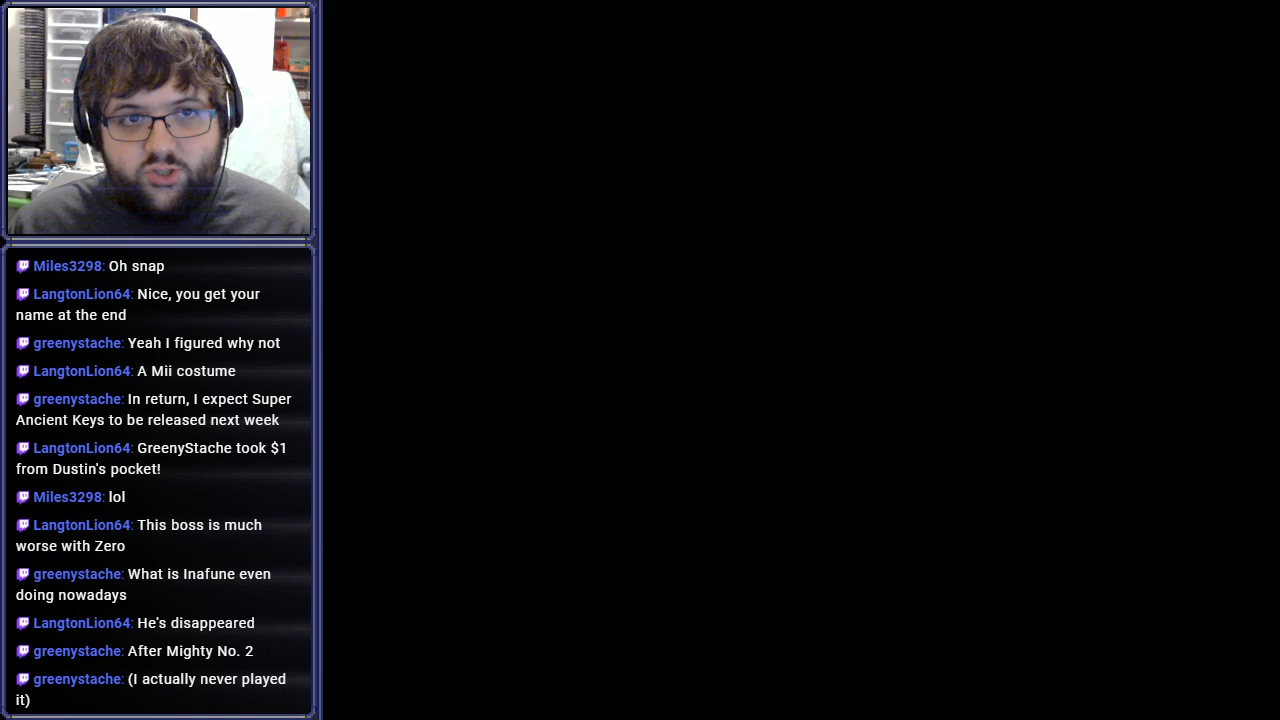 Miles3298: Oh snap
LangtonLion64: Nice, you get your
name at the end
greenystache: Yeah I figured why not
LangtonLion64: A Mii costume
greenystache: In return, I expect Super
Ancient Keys to be released next week
LangtonLion64: GreenyStache took $1
from Dustin's pocket!
Miles3298: lol
LangtonLion64: This boss is much
worse with Zero
greenystache: What is Inafune even
doing nowadays
LangtonLion64: He's disappeared
greenystache: After Mighty No. 2
greenystache: (I actually never played
it)